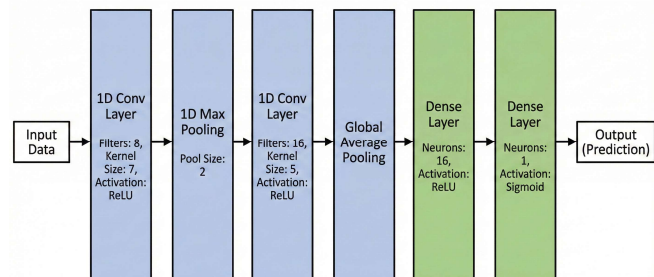 Input
Data
1D Conv
Layer
Filters: 8,
Kernel
Size: 7,
Activation:
ReLU
1D Max
Pooling
Pool Size:
2
1D Conv
Layer
Filters: 16,
Kernel
Size: 5,
Activation:
ReLU
Global
Average
Pooling
Dense
Layer
Neurons:
16,
Activation:
ReLU
Dense
Layer
Neurons:
1,
Activation:
Sigmoid
Output
(Prediction)